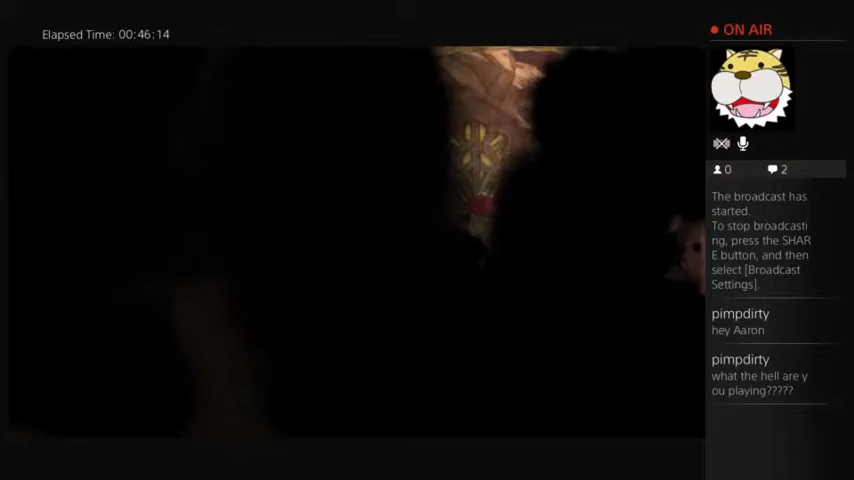 Elapsed Time: 00:46:14
ON AIR
0
2
The broadcast has
started.
To stop broadcasti
ng, press the SHAR
E button, and then
select [Broadcast
Settings].
pimpdirty
hey Aaron
pimpdirty
what the hell are y
ou playing?????